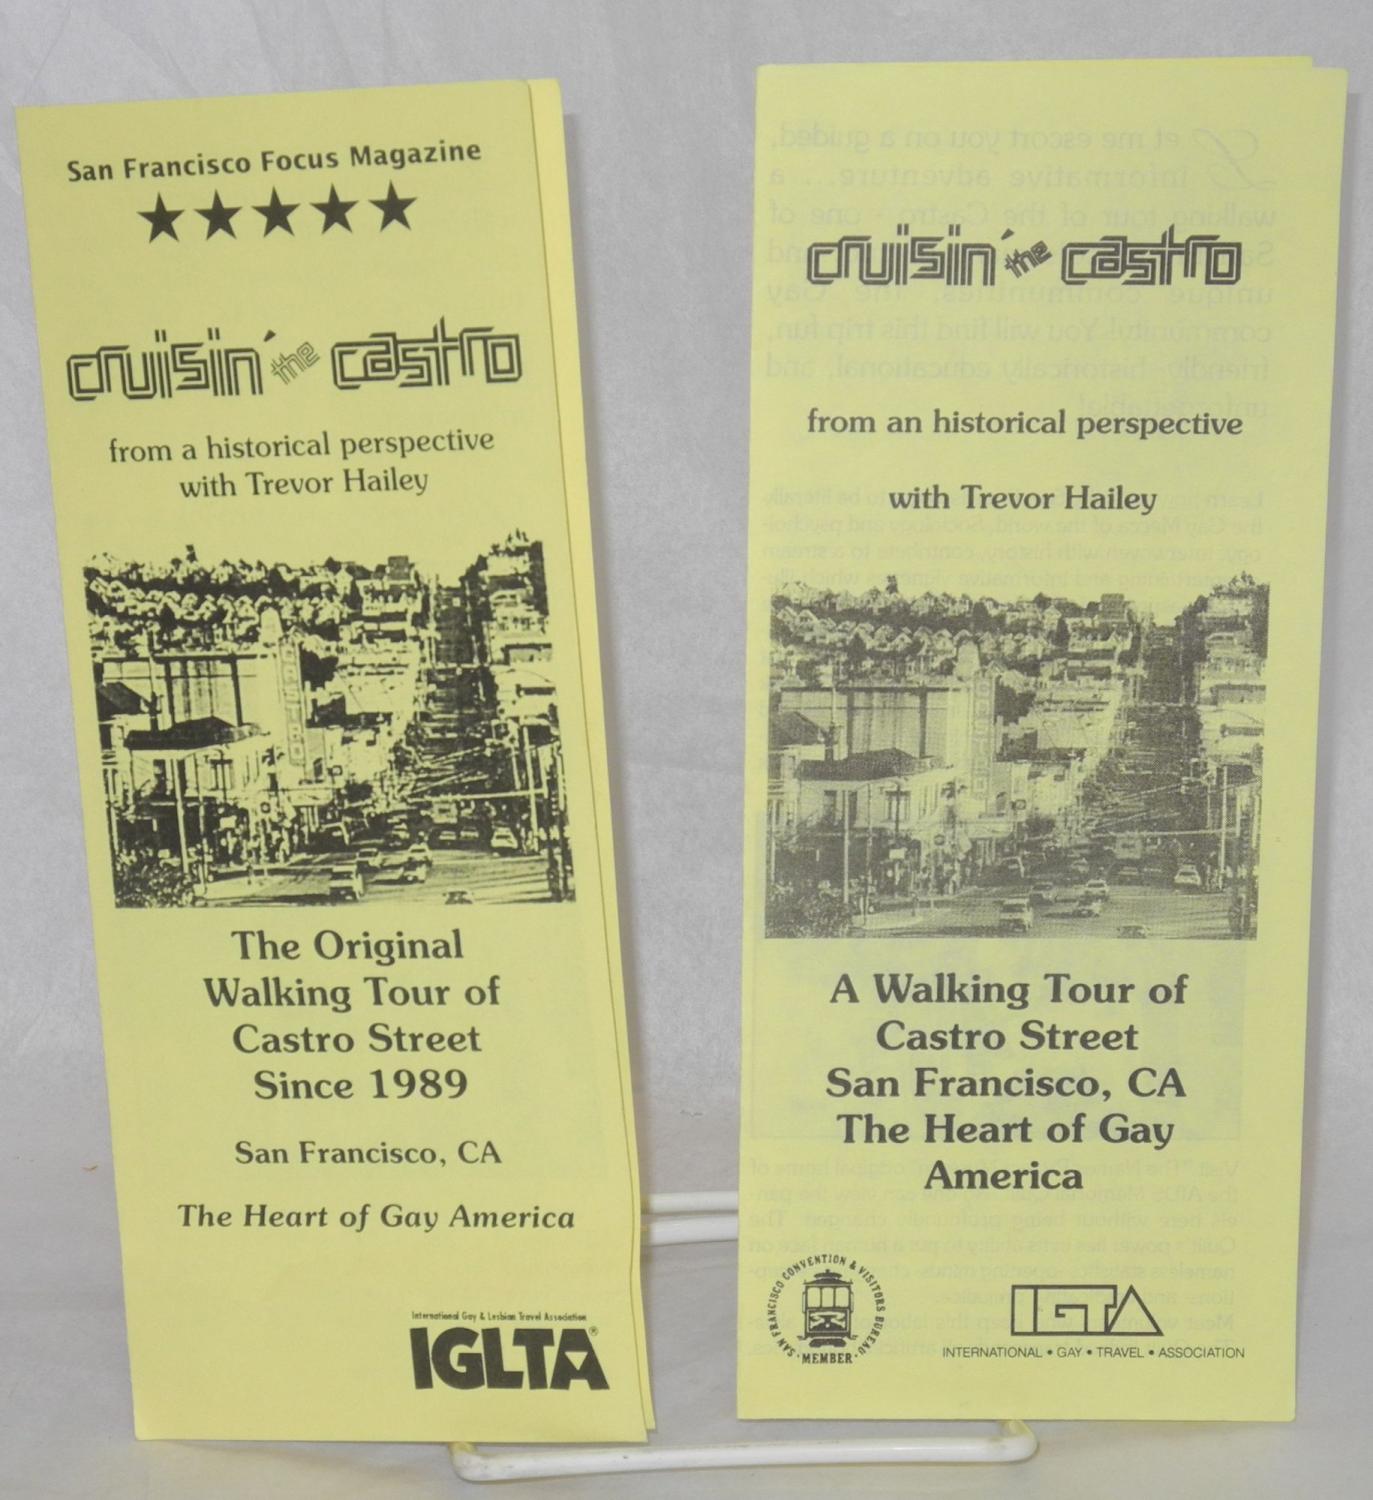 San Francisco Focus Magazine
★★★★★
cruisin' the castro
from a historical perspective
with Trevor Hailey
CASTRO
The Original
Walking Tour of
Castro Street
Since 1989
San Francisco, CA
The Heart of Gay America
International Gay & Lesbian Travel Association
IGLTA®
cruisin' the castro
from an historical perspective
with Trevor Hailey
A Walking Tour of
Castro Street
San Francisco, CA
The Heart of Gay
America
SAN FRANCISCO CONVENTION & VISITORS BUREAU
• MEMBER •
IGTA
INTERNATIONAL • GAY • TRAVEL • ASSOCIATION